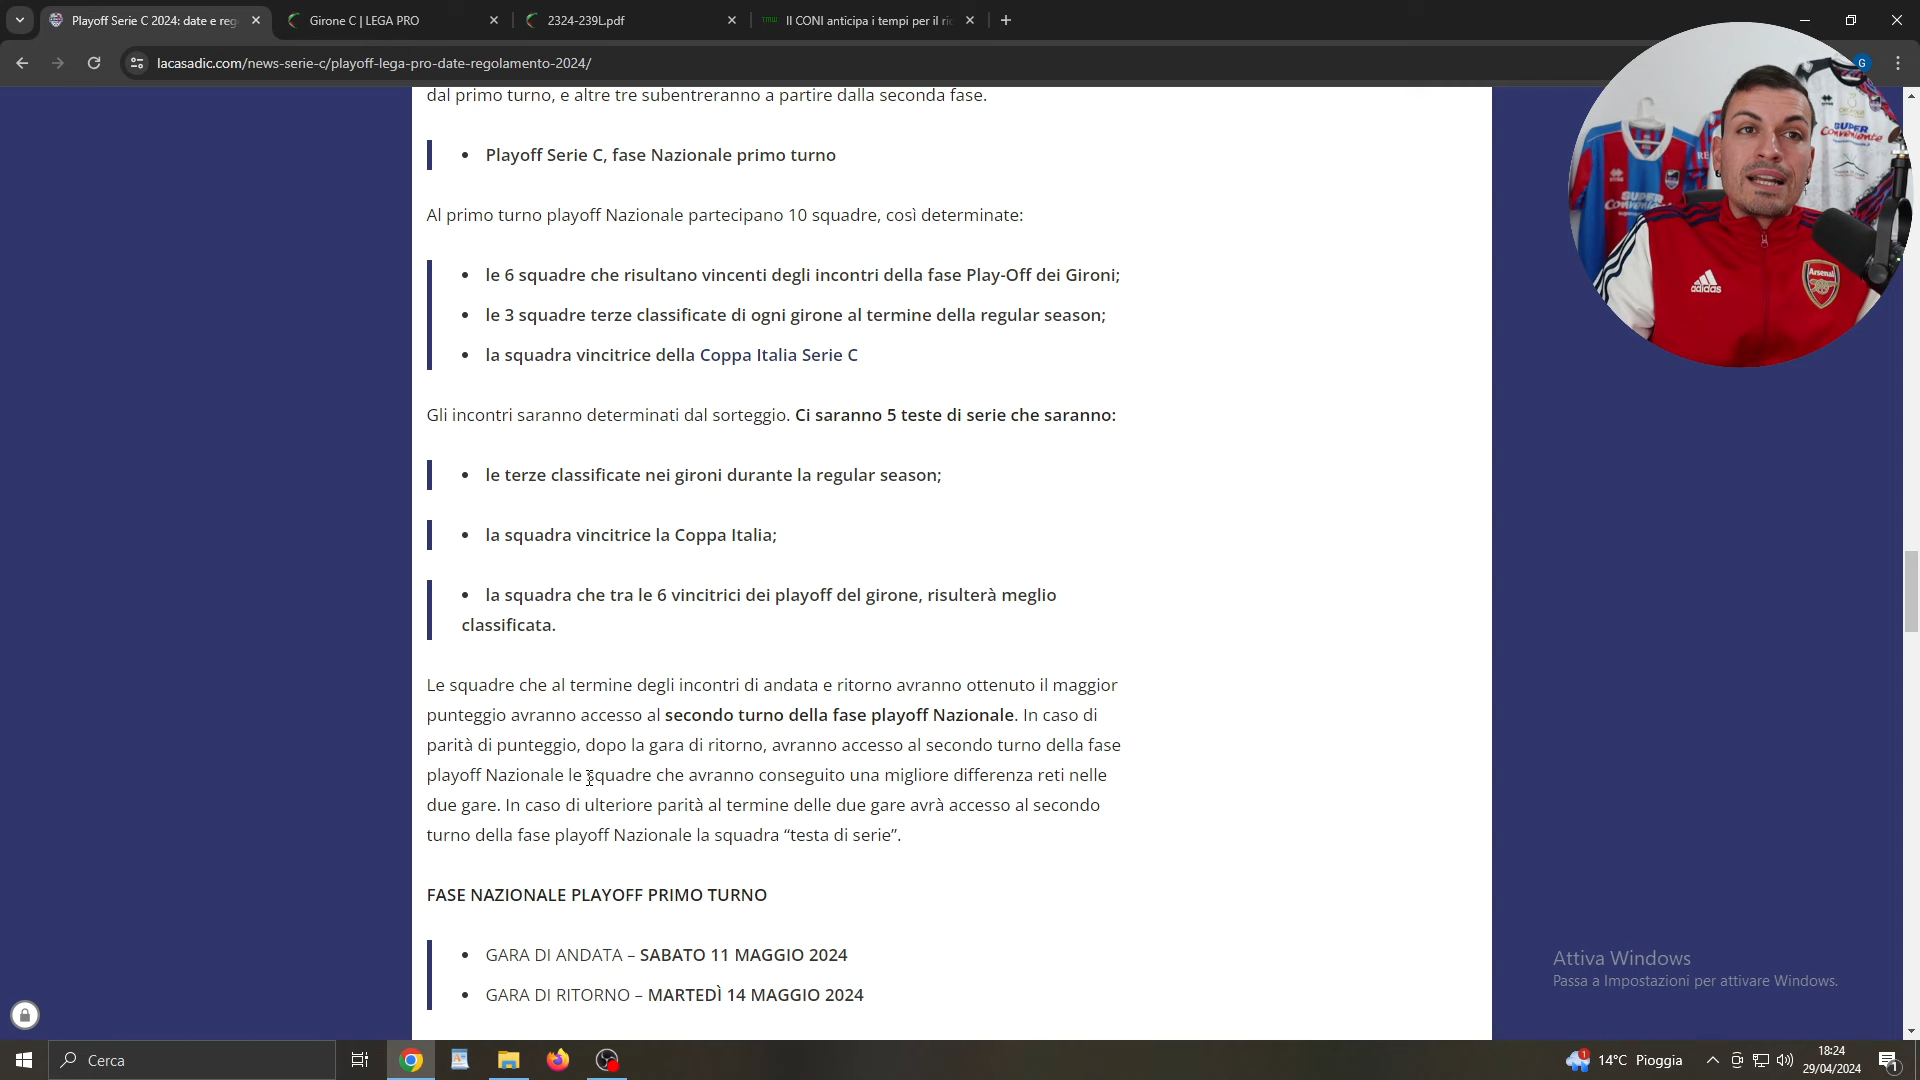 Playoff Serie C 2024: date e reg
Girone C | LEGA PRO
2324-239L.pdf
Il CONI anticipa i tempi per il ri
lacasadic.com/news-serie-c/playoff-lega-pro-date-regolamento-2024/
G
dal primo turno, e altre tre subentreranno a partire dalla seconda fase.
• Playoff Serie C, fase Nazionale primo turno
Al primo turno playoff Nazionale partecipano 10 squadre, così determinate:
• le 6 squadre che risultano vincenti degli incontri della fase Play-Off dei Gironi;
• le 3 squadre terze classificate di ogni girone al termine della regular season;
• la squadra vincitrice della Coppa Italia Serie C
Gli incontri saranno determinati dal sorteggio. Ci saranno 5 teste di serie che saranno:
• le terze classificate nei gironi durante la regular season;
• la squadra vincitrice la Coppa Italia;
• la squadra che tra le 6 vincitrici dei playoff del girone, risulterà meglio
classificata.
Le squadre che al termine degli incontri di andata e ritorno avranno ottenuto il maggior
punteggio avranno accesso al secondo turno della fase playoff Nazionale. In caso di
parità di punteggio, dopo la gara di ritorno, avranno accesso al secondo turno della fase
playoff Nazionale le squadre che avranno conseguito una migliore differenza reti nelle
due gare. In caso di ulteriore parità al termine delle due gare avrà accesso al secondo
turno della fase playoff Nazionale la squadra “testa di serie”.
FASE NAZIONALE PLAYOFF PRIMO TURNO
• GARA DI ANDATA – SABATO 11 MAGGIO 2024
• GARA DI RITORNO – MARTEDÌ 14 MAGGIO 2024
SUPER
Conveniente
adidas
Arsenal
Attiva Windows
Passa a Impostazioni per attivare Windows.
Cerca
1
14°C Pioggia
18:24
29/04/2024
1